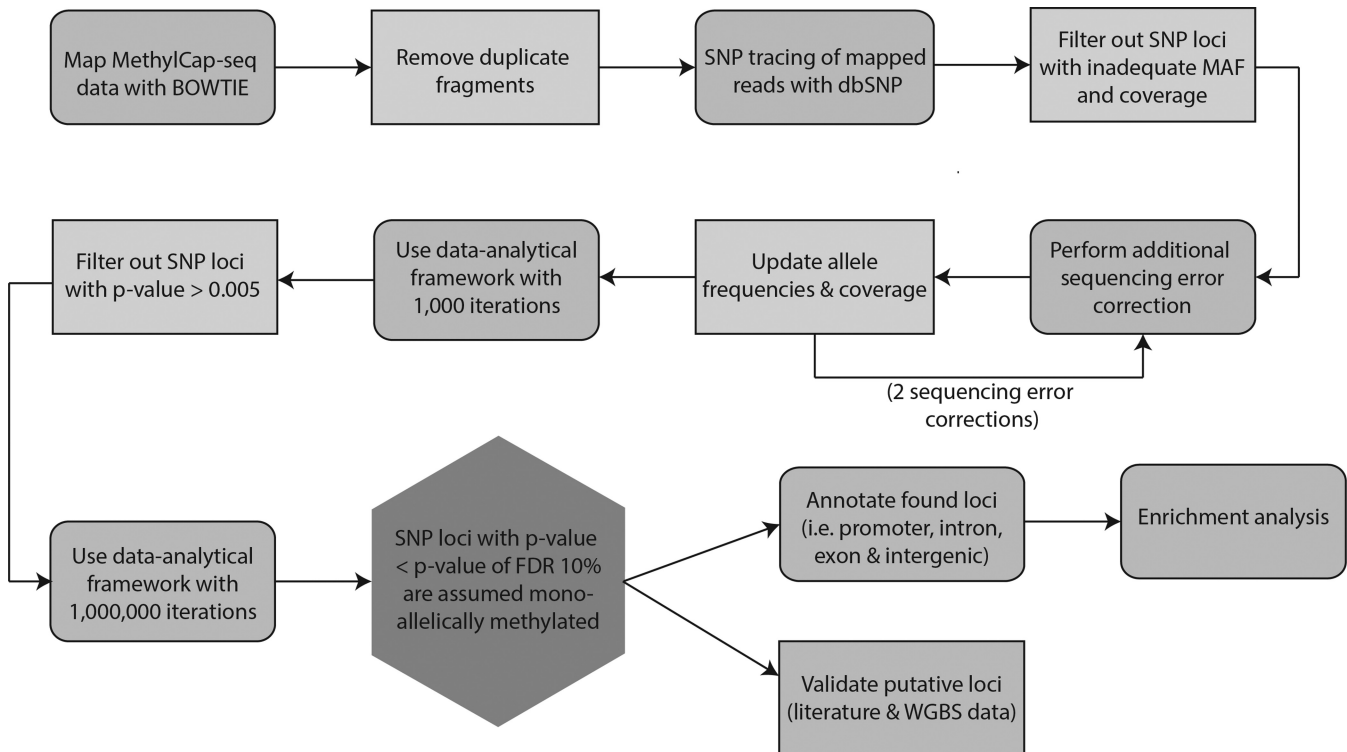 Map MethylCap-seq
data with BOWTIE
Remove duplicate
fragments
SNP tracing of mapped
reads with dbSNP
Filter out SNP loci
with inadequate MAF
and coverage
Perform additional
sequencing error
correction
Update allele
frequencies & coverage
(2 sequencing error
corrections)
Use data-analytical
framework with
1,000 iterations
Filter out SNP loci
with p-value > 0.005
Use data-analytical
framework with
1,000,000 iterations
SNP loci with p-value
< p-value of FDR 10%
are assumed mono-
allelically methylated
Annotate found loci
(i.e. promoter, intron,
exon & intergenic)
Enrichment analysis
Validate putative loci
(literature & WGBS data)